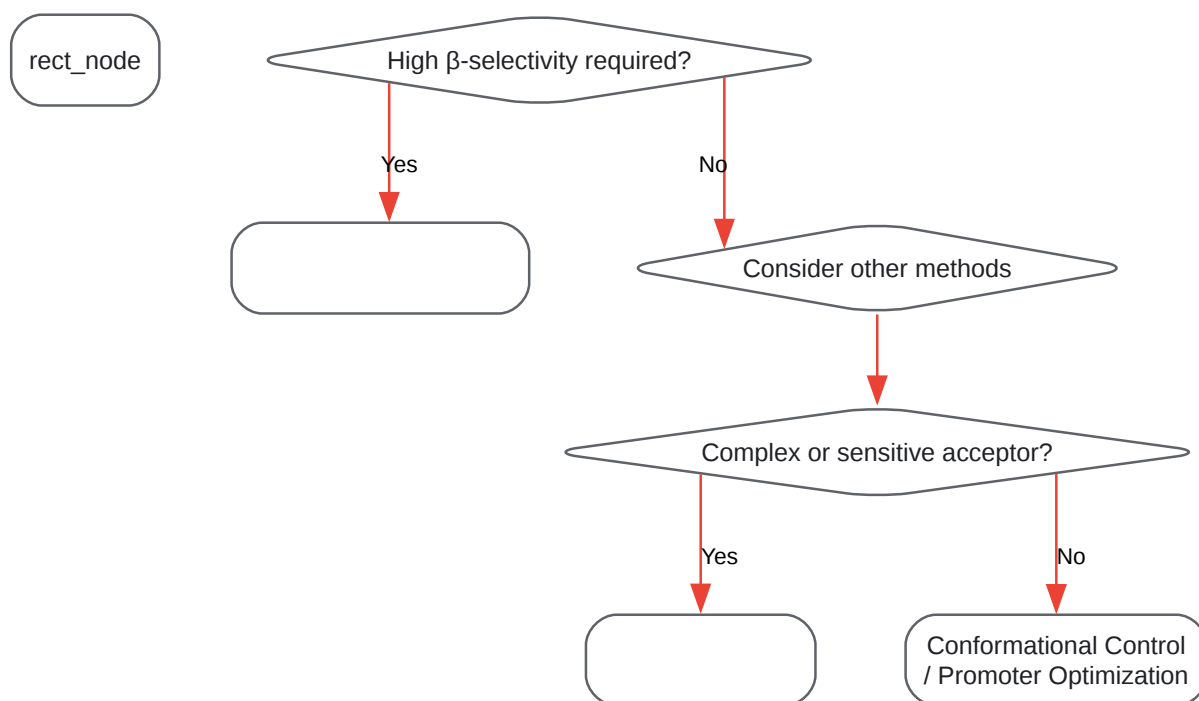 rect_node
High β-selectivity required?
Yes
No
Consider other methods
Complex or sensitive acceptor?
Yes
No
Conformational Control
/ Promoter Optimization